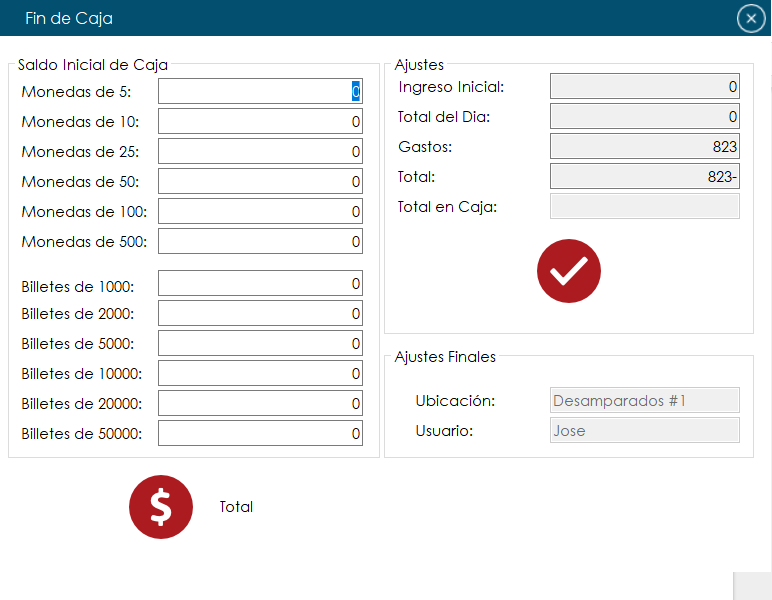 Fin de Caja
Saldo Inicial de Caja
Monedas de 5: 0
Monedas de 10: 0
Monedas de 25: 0
Monedas de 50: 0
Monedas de 100: 0
Monedas de 500: 0
Billetes de 1000: 0
Billetes de 2000: 0
Billetes de 5000: 0
Billetes de 10000: 0
Billetes de 20000: 0
Billetes de 50000: 0
$ Total
Ajustes
Ingreso Inicial: 0
Total del Dia: 0
Gastos: 823
Total: 823-
Total en Caja:
Ajustes Finales
Ubicación: Desamparados #1
Usuario: Jose